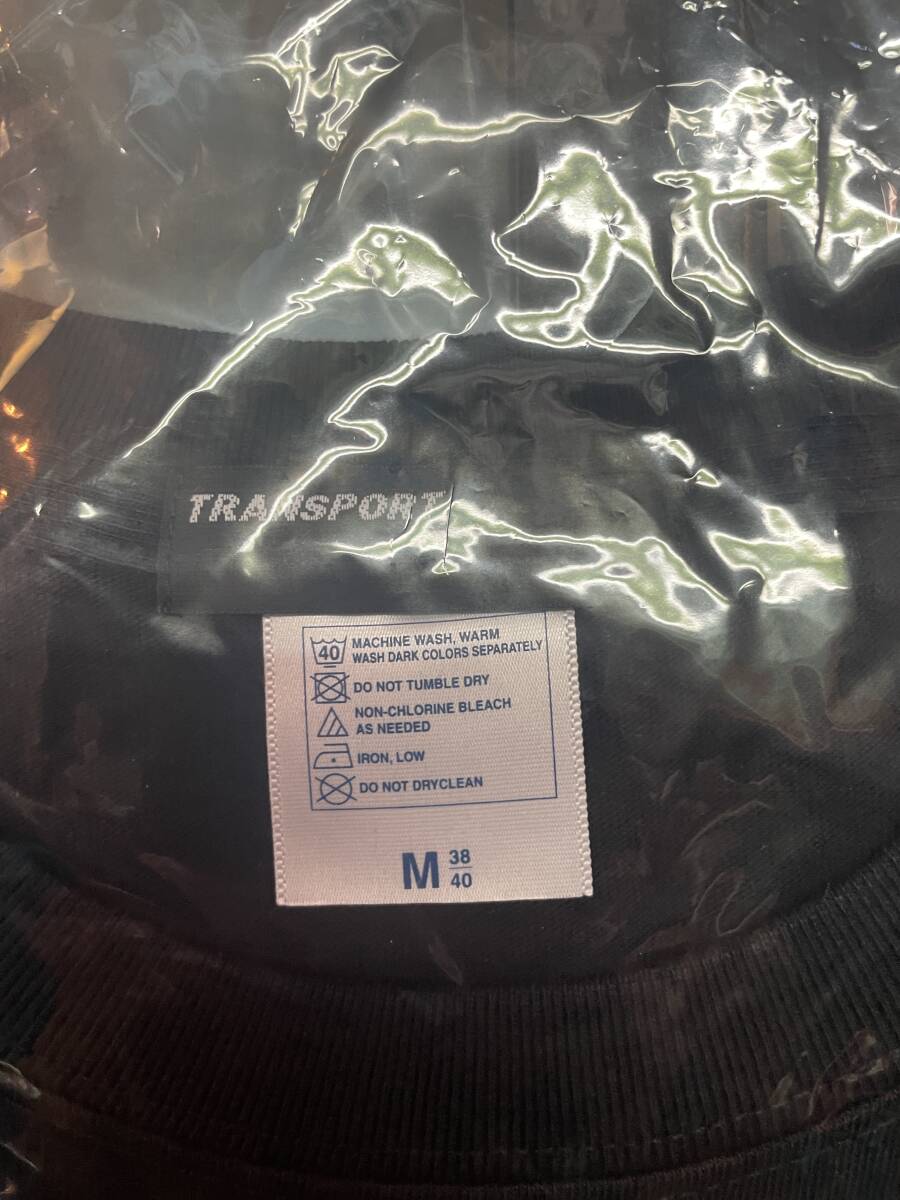 TRANSPORT
40 MACHINE WASH, WARM
WASH DARK COLORS SEPARATELY
DO NOT TUMBLE DRY
NON-CHLORINE BLEACH
AS NEEDED
IRON, LOW
DO NOT DRYCLEAN
M 38
40